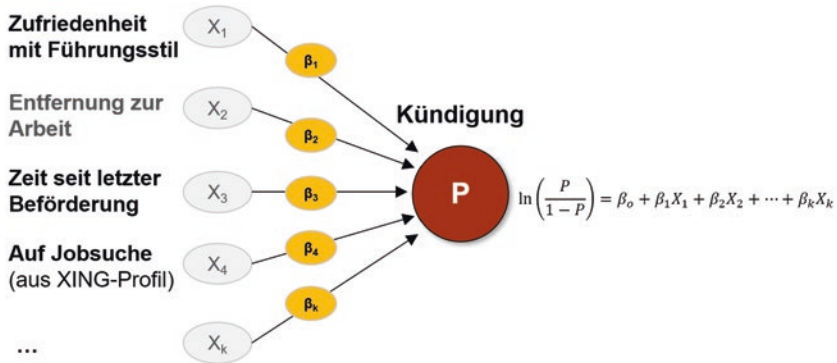 Zufriedenheit
mit Führungsstil
X₁
β₁
Entfernung zur
Arbeit
X₂
β₂
Kündigung
Zeit seit letzter
Beförderung
X₃
β₃
P
ln(P/(1 − P)) = βₒ + β₁X₁ + β₂X₂ + ⋯ + βₖXₖ
Auf Jobsuche
(aus XING-Profil)
X₄
β₄
...
Xₖ
βₖ